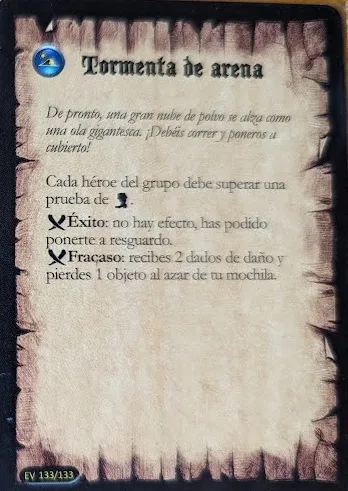 Tormenta de arena
De pronto, una gran nube de polvo se alza como
una ola gigantesca. ¡Debéis correr y poneros a
cubierto!
Cada héroe del grupo debe superar una
prueba de .
Éxito: no hay efecto, has podido
ponerte a resguardo.
Fracaso: recibes 2 dados de daño y
pierdes 1 objeto al azar de tu mochila.
EV 133/133